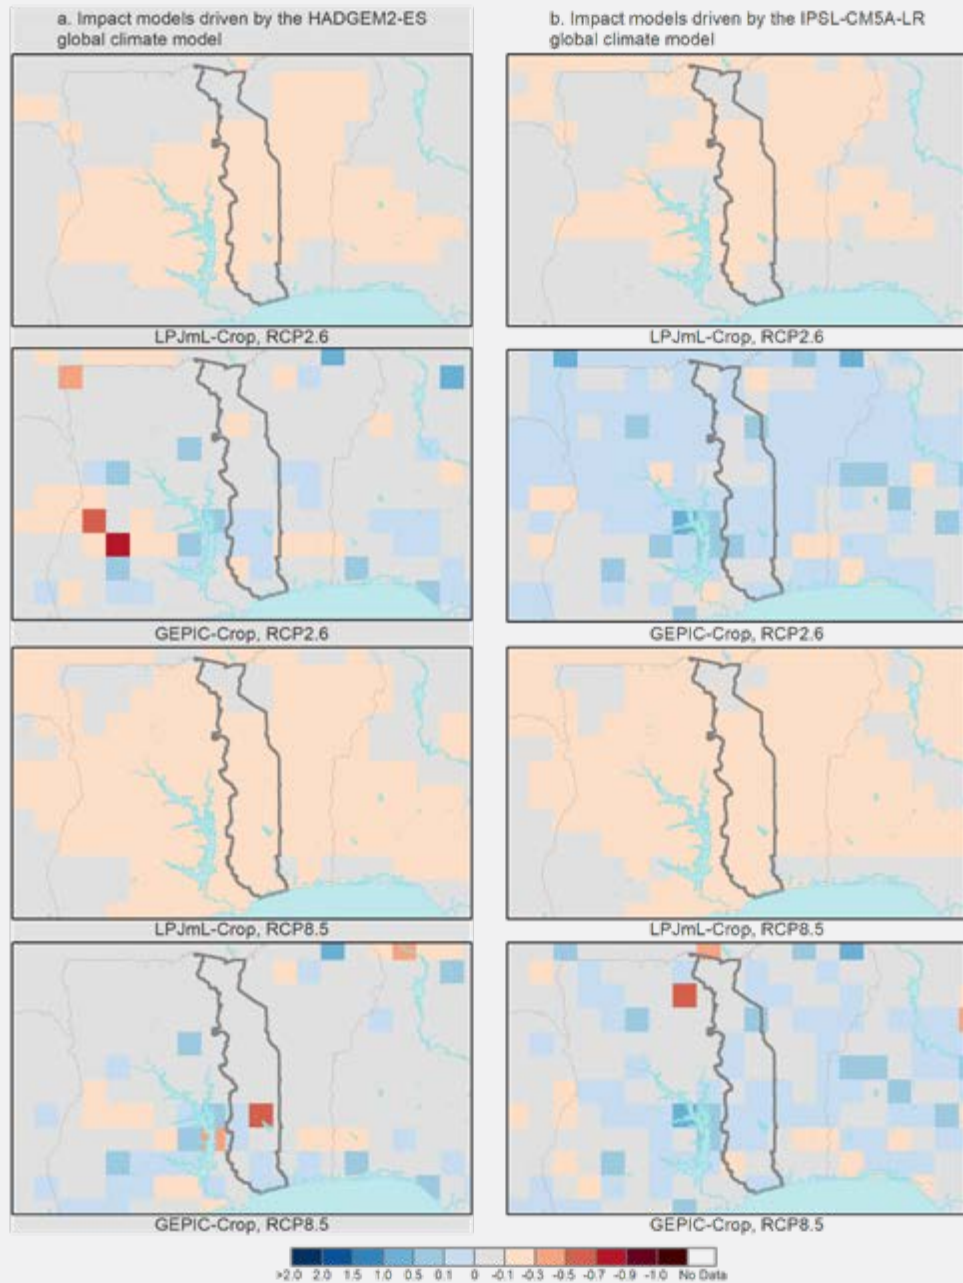 a. Impact models driven by the HADGEM2-ES
global climate model
b. Impact models driven by the IPSL-CM5A-LR
global climate model
LPJmL-Crop, RCP2.6
LPJmL-Crop, RCP2.6
GEPIC-Crop, RCP2.6
GEPIC-Crop, RCP2.6
LPJmL-Crop, RCP8.5
LPJmL-Crop, RCP8.5
GEPIC-Crop, RCP8.5
GEPIC-Crop, RCP8.5
>2.0 2.0 1.5 1.0 0.5 0.1 0 -0.1 -0.3 -0.5 -0.7 -0.9 -1.0 No Data